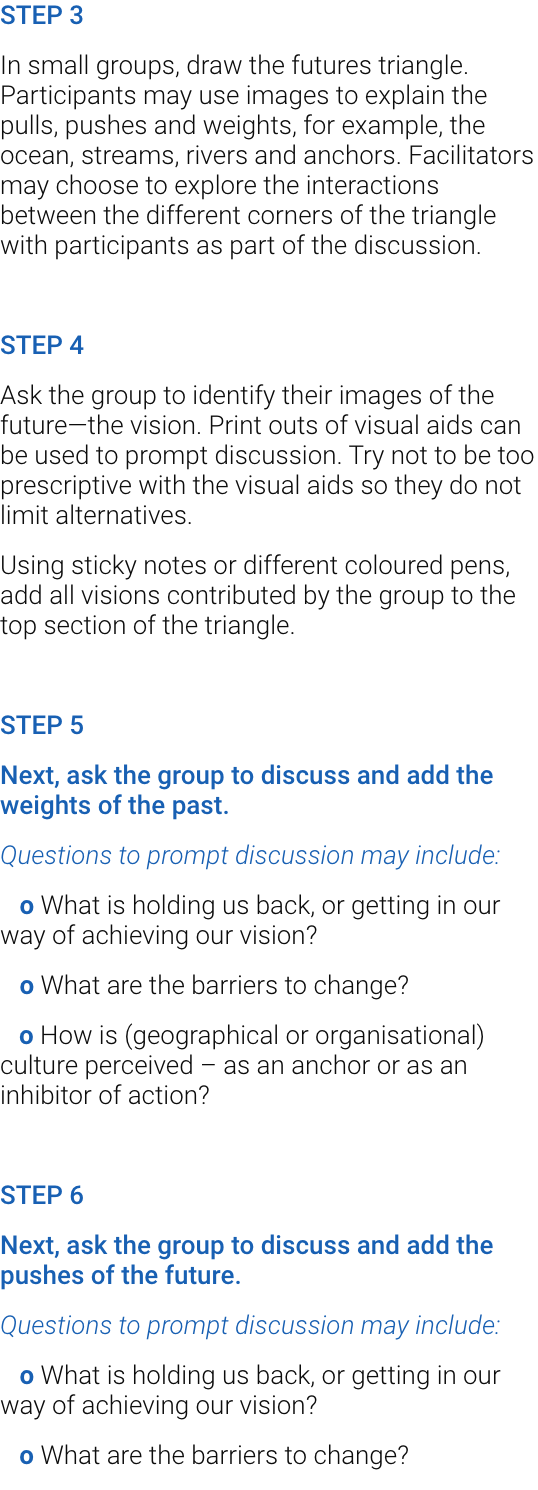 STEP 3
In small groups, draw the futures triangle.
Participants may use images to explain the
pulls, pushes and weights, for example, the
ocean, streams, rivers and anchors. Facilitators
may choose to explore the interactions
between the different corners of the triangle
with participants as part of the discussion.
STEP 4
Ask the group to identify their images of the
future—the vision. Print outs of visual aids can
be used to prompt discussion. Try not to be too
prescriptive with the visual aids so they do not
limit alternatives.
Using sticky notes or different coloured pens,
add all visions contributed by the group to the
top section of the triangle.
STEP 5
Next, ask the group to discuss and add the
weights of the past.
Questions to prompt discussion may include:
o What is holding us back, or getting in our
way of achieving our vision?
o What are the barriers to change?
o How is (geographical or organisational)
culture perceived – as an anchor or as an
inhibitor of action?
STEP 6
Next, ask the group to discuss and add the
pushes of the future.
Questions to prompt discussion may include:
o What is holding us back, or getting in our
way of achieving our vision?
o What are the barriers to change?